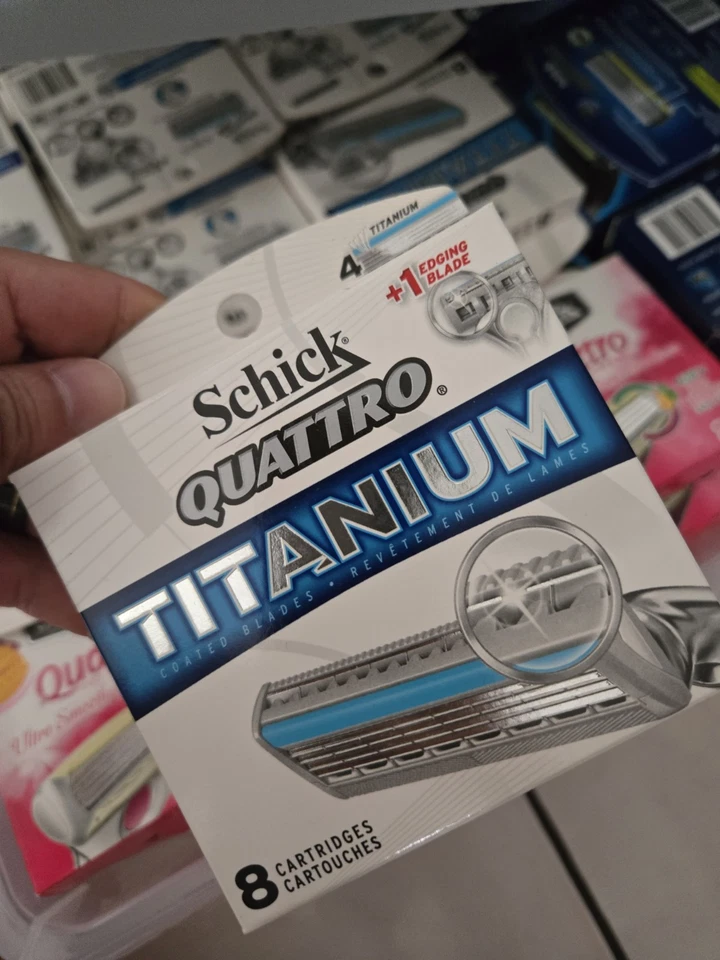 4 TITANIUM
+1 EDGING
BLADE
Schick®
QUATTRO®
TITANIUM
COATED BLADES • REVÊTEMENT DE LAMES
8 CARTRIDGES
CARTOUCHES